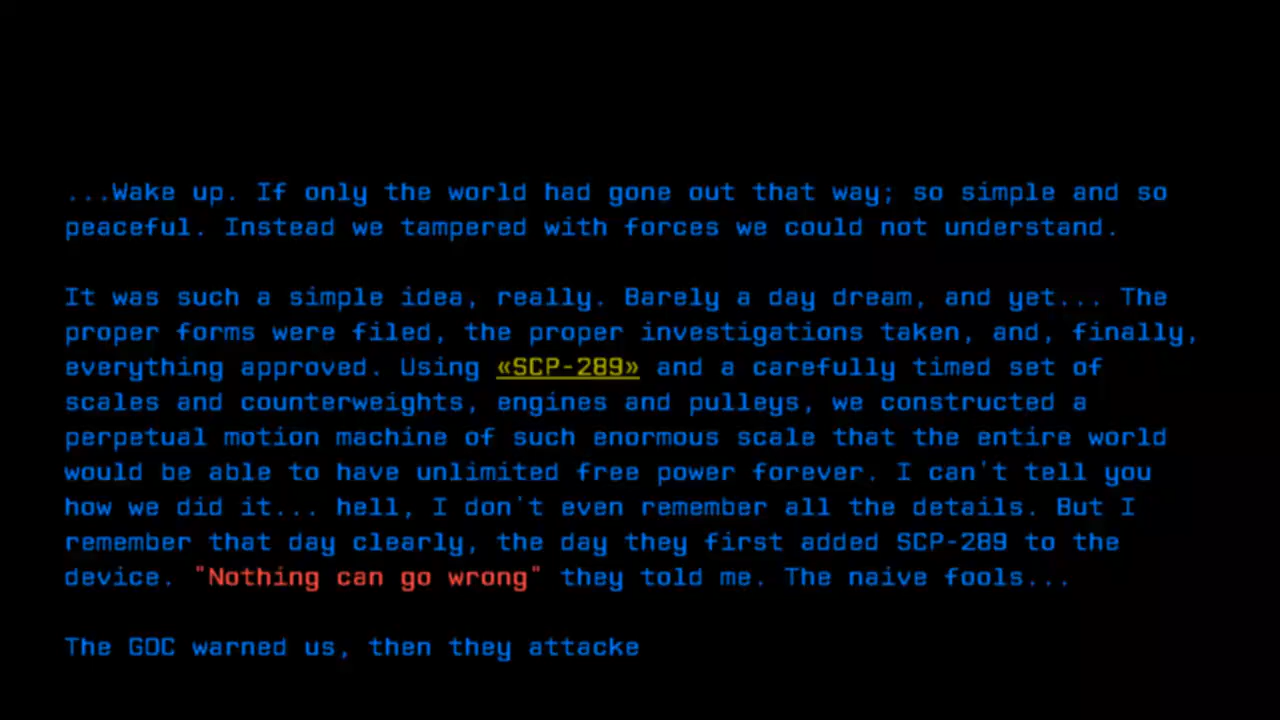 ...Wake up. If only the world had gone out that way; so simple and so
peaceful. Instead we tampered with forces we could not understand.
It was such a simple idea, really. Barely a day dream, and yet... The
proper forms were filed, the proper investigations taken, and, finally,
everything approved. Using «SCP-289» and a carefully timed set of
scales and counterweights, engines and pulleys, we constructed a
perpetual motion machine of such enormous scale that the entire world
would be able to have unlimited free power forever. I can't tell you
how we did it... hell, I don't even remember all the details. But I
remember that day clearly, the day they first added SCP-289 to the
device. "Nothing can go wrong" they told me. The naive fools...
The GOC warned us, then they attacke